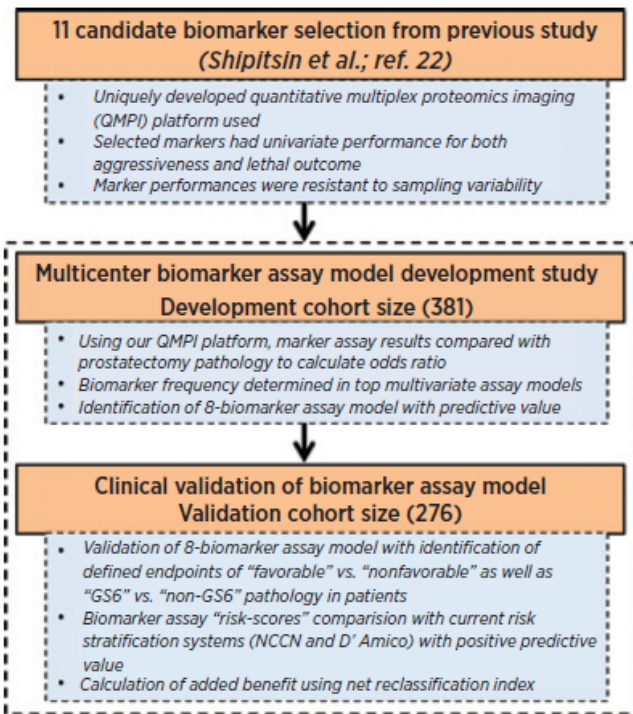 11 candidate biomarker selection from previous study
(Shipitsin et al.; ref. 22)
• Uniquely developed quantitative multiplex proteomics imaging
(QMPI) platform used
• Selected markers had univariate performance for both
aggressiveness and lethal outcome
• Marker performances were resistant to sampling variability
Multicenter biomarker assay model development study
Development cohort size (381)
• Using our QMPI platform, marker assay results compared with
prostatectomy pathology to calculate odds ratio
• Biomarker frequency determined in top multivariate assay models
• Identification of 8-biomarker assay model with predictive value
Clinical validation of biomarker assay model
Validation cohort size (276)
• Validation of 8-biomarker assay model with identification of
defined endpoints of “favorable” vs. “nonfavorable” as well as
“GS6” vs. “non-GS6” pathology in patients
• Biomarker assay “risk-scores” comparision with current risk
stratification systems (NCCN and D’ Amico) with positive predictive
value
• Calculation of added benefit using net reclassification index